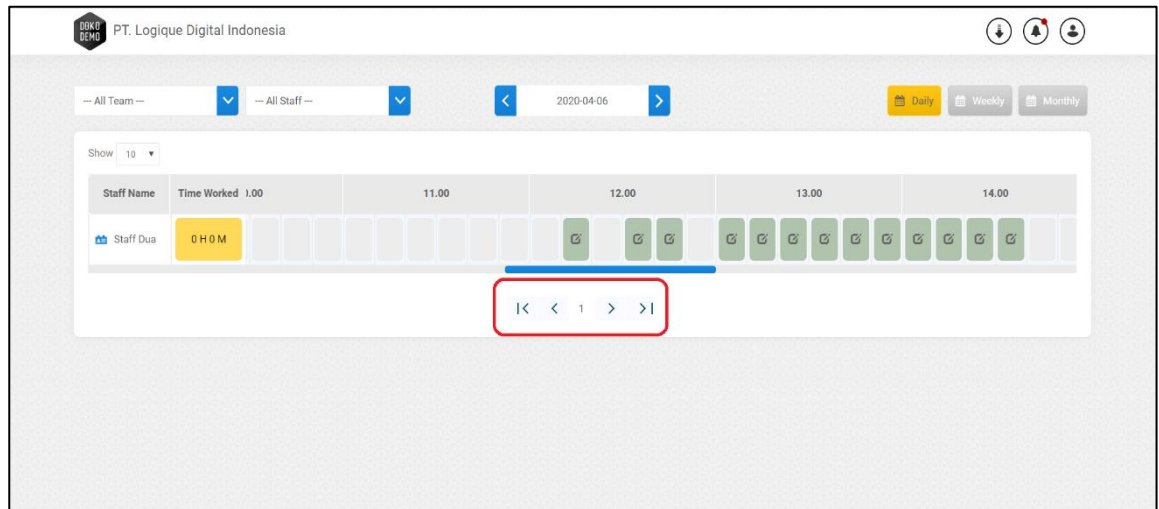 DOKO
DEMO
PT. Logique Digital Indonesia
--- All Team ---
--- All Staff ---
2020-04-06
Daily
Weekly
Monthly
Show 10
Staff Name Time Worked ).00 11.00 12.00 13.00 14.00
Staff Dua 0 H 0 M
1